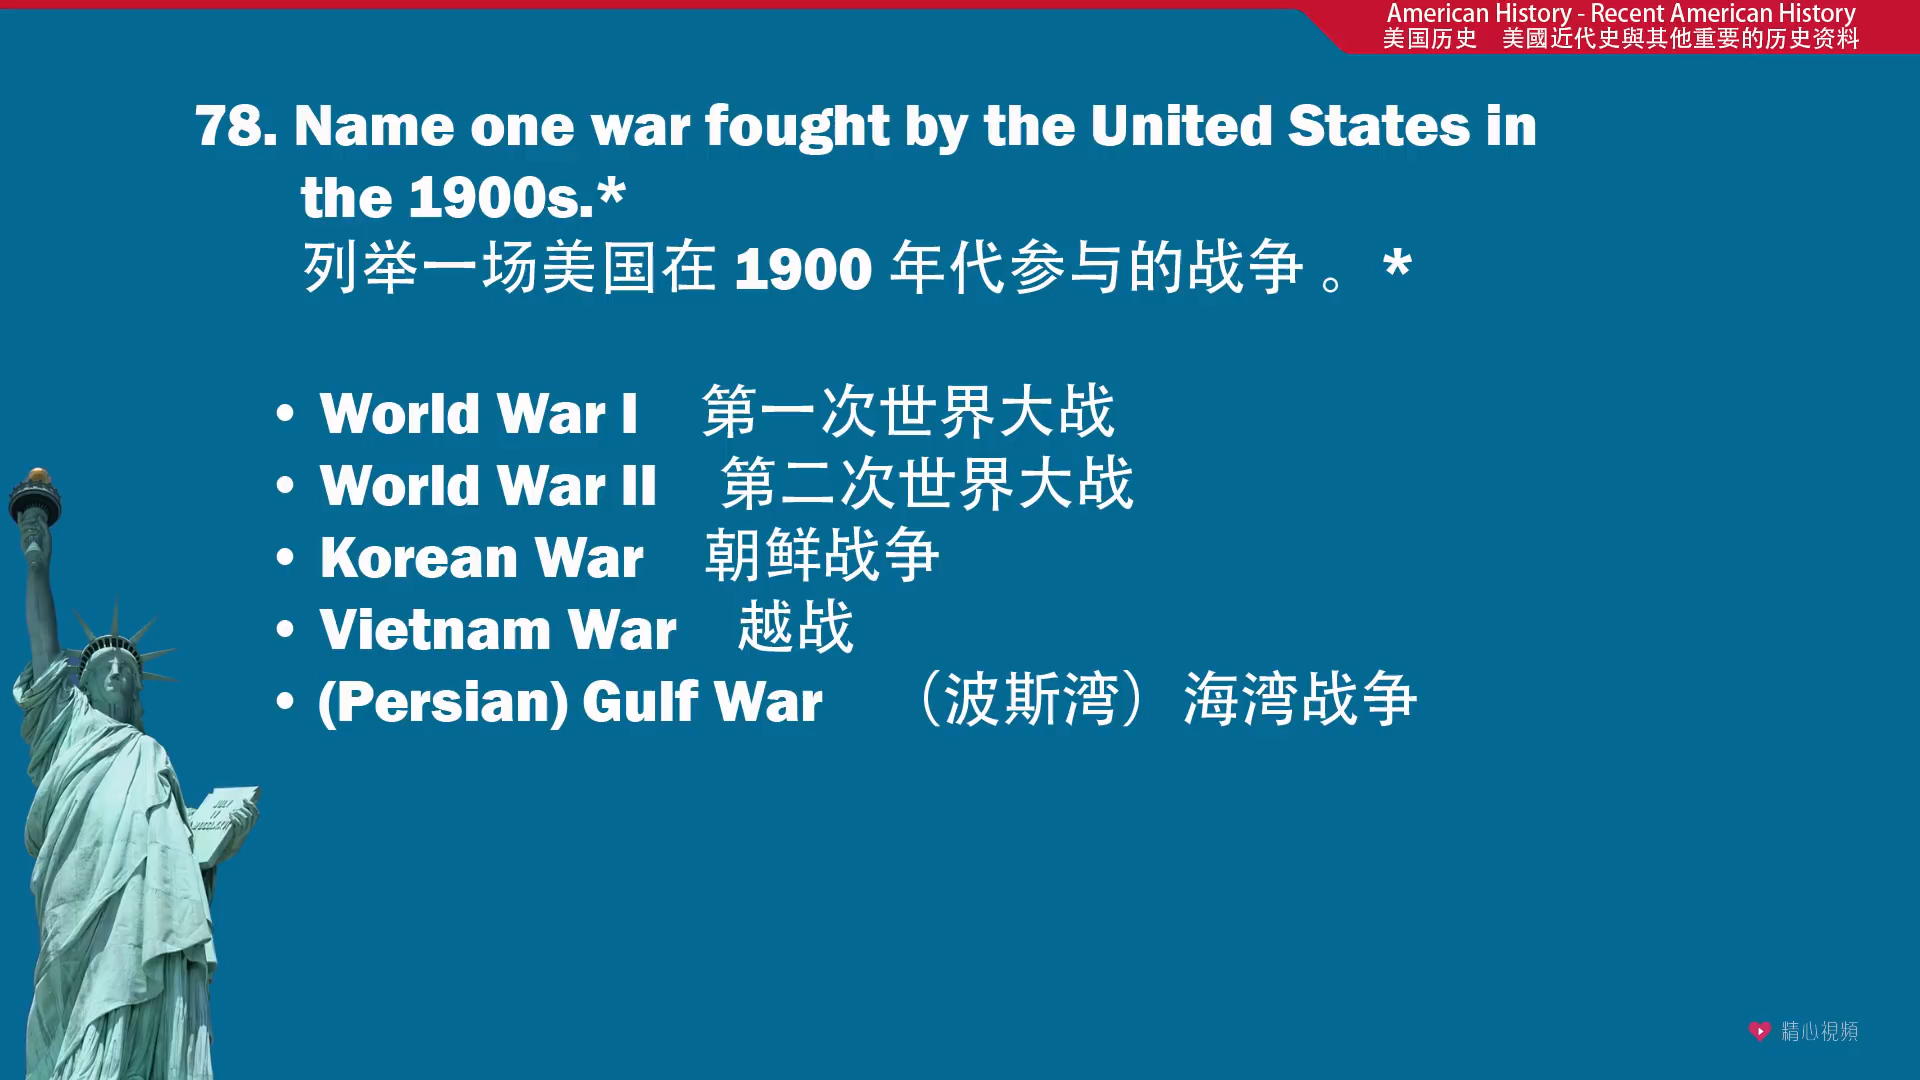 American History - Recent American History
美国历史 美國近代史與其他重要的历史资料
78. Name one war fought by the United States in
the 1900s.*
列举一场美国在 1900 年代参与的战争 。 *
• World War I 第一次世界大战
• World War II 第二次世界大战
• Korean War 朝鲜战争
• Vietnam War 越战
• (Persian) Gulf War （波斯湾）海湾战争
JULY
IV
精心視頻